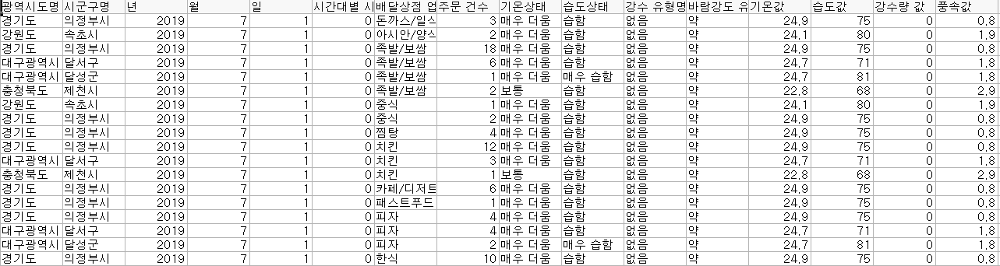 광역시도명 시군구명 년 월 일 시간대별 시 배달상점 업 주문 건수 기온상태 습도상태 강수 유형명 바람강도 유 기온값 습도값 강수량 값 풍속값
경기도 의정부시 2019 7 1 0 돈까스/일식 3 매우 더움 습함 없음 약 24.9 75 0 0.8
강원도 속초시 2019 7 1 0 아시안/양식 2 매우 더움 습함 없음 약 24.1 80 0 1.9
경기도 의정부시 2019 7 1 0 족발/보쌈 18 매우 더움 습함 없음 약 24.9 75 0 0.8
대구광역시 달서구 2019 7 1 0 족발/보쌈 6 매우 더움 습함 없음 약 24.7 71 0 1.8
대구광역시 달성군 2019 7 1 0 족발/보쌈 1 매우 더움 매우 습함 없음 약 24.7 81 0 1.8
충청북도 제천시 2019 7 1 0 족발/보쌈 2 보통 습함 없음 약 22.8 68 0 2.9
강원도 속초시 2019 7 1 0 중식 1 매우 더움 습함 없음 약 24.1 80 0 1.9
경기도 의정부시 2019 7 1 0 중식 2 매우 더움 습함 없음 약 24.9 75 0 0.8
경기도 의정부시 2019 7 1 0 찜탕 4 매우 더움 습함 없음 약 24.9 75 0 0.8
경기도 의정부시 2019 7 1 0 치킨 12 매우 더움 습함 없음 약 24.9 75 0 0.8
대구광역시 달서구 2019 7 1 0 치킨 3 매우 더움 습함 없음 약 24.7 71 0 1.8
충청북도 제천시 2019 7 1 0 치킨 1 보통 습함 없음 약 22.8 68 0 2.9
경기도 의정부시 2019 7 1 0 카페/디저트 6 매우 더움 습함 없음 약 24.9 75 0 0.8
경기도 의정부시 2019 7 1 0 패스트푸드 1 매우 더움 습함 없음 약 24.9 75 0 0.8
경기도 의정부시 2019 7 1 0 피자 4 매우 더움 습함 없음 약 24.9 75 0 0.8
대구광역시 달서구 2019 7 1 0 피자 4 매우 더움 습함 없음 약 24.7 71 0 1.8
대구광역시 달성군 2019 7 1 0 피자 2 매우 더움 매우 습함 없음 약 24.7 81 0 1.8
경기도 의정부시 2019 7 1 0 한식 10 매우 더움 습함 없음 약 24.9 75 0 0.8